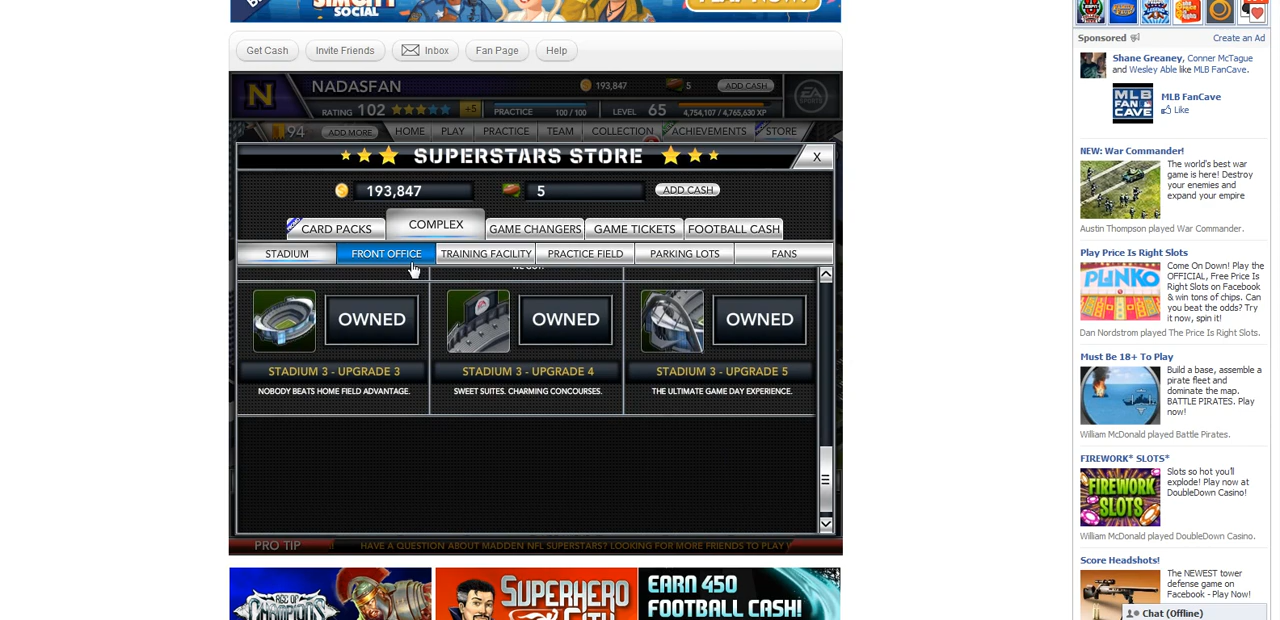 SIMCITY
SOCIAL
Get Cash
Invite Friends
Inbox
Fan Page
Help
N
NADASFAN
193,847
5
ADD CASH
EA
SPORTS
RATING 102
+5
PRACTICE
100 / 100
LEVEL 65
4,754,107 / 4,765,630 XP
94
ADD MORE
HOME
PLAY
PRACTICE
TEAM
COLLECTION
ACHIEVEMENTS
STORE
SUPERSTARS STORE
X
193,847
5
ADD CASH
CARD PACKS
COMPLEX
GAME CHANGERS
GAME TICKETS
FOOTBALL CASH
STADIUM
FRONT OFFICE
TRAINING FACILITY
PRACTICE FIELD
PARKING LOTS
FANS
OWNED
OWNED
OWNED
STADIUM 3 - UPGRADE 3
STADIUM 3 - UPGRADE 4
STADIUM 3 - UPGRADE 5
NOBODY BEATS HOME FIELD ADVANTAGE.
SWEET SUITES. CHARMING CONCOURSES.
THE ULTIMATE GAME DAY EXPERIENCE.
PRO TIP
HAVE A QUESTION ABOUT MADDEN NFL SUPERSTARS? LOOKING FOR MORE FRIENDS TO PLAY
AGE OF
CHAMPIONS
SUPERHERO
CITY
EARN 450
FOOTBALL CASH!
Sponsored
Create an Ad
Shane Greaney, Conner McTague
and Wesley Able like MLB FanCave.
MLB
FAN
CAVE
MLB FanCave
Like
NEW: War Commander!
The world's best war
game is here! Destroy
your enemies and
expand your empire
Austin Thompson played War Commander.
Play Price Is Right Slots
PLINKO
Come On Down! Play the
OFFICIAL, Free Price Is
Right Slots on Facebook
& win tons of chips. Can
you beat the odds? Try
it now, spin it!
Dan Nordstrom played The Price Is Right Slots.
Must Be 18+ To Play
Build a base, assemble a
pirate fleet and
dominate the map.
BATTLE PIRATES. Play
now!
William McDonald played Battle Pirates.
FIREWORK* SLOTS*
FIREWORK
SLOTS
Slots so hot you'll
explode! Play now at
DoubleDown Casino!
William McDonald played DoubleDown Casino.
Score Headshots!
The NEWEST tower
defense game on
Facebook - Play Now!
Chat (Offline)